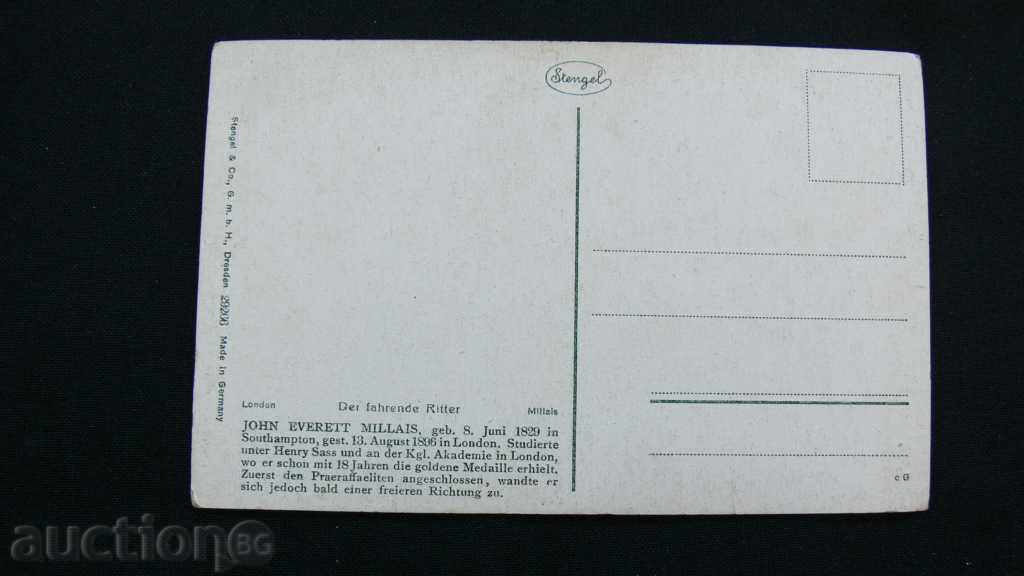 Stengel
Stengel & Co., G. m. b. H., Dresden 29206 Made in Germany
London Der fahrende Ritter Millais
JOHN EVERETT MILLAIS, geb. 8. Juni 1829 in
Southampton, gest. 13. August 1896 in London. Studierte
unter Henry Sass und an der Kgl. Akademie in London,
wo er schon mit 18 Jahren die goldene Medaille erhielt.
Zuerst den Praeraffaeliten angeschlossen, wandte er
sich jedoch bald einer freieren Richtung zu.
c G
auctionBG